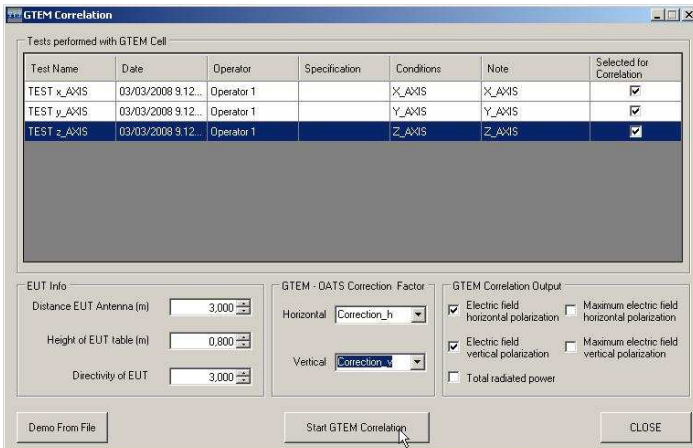 GTEM Correlation
Tests performed with GTEM Cell
Test Name Date Operator Specification Conditions Note Selected for Correlation
TEST x_AXIS 03/03/2008 9.12... Operator 1 X_AXIS X_AXIS
TEST y_AXIS 03/03/2008 9.12... Operator 1 Y_AXIS Y_AXIS
TEST z_AXIS 03/03/2008 9.12... Operator 1 Z_AXIS Z_AXIS
EUT Info
Distance EUT Antenna (m) 3,000
Height of EUT table (m) 0,800
Directivity of EUT 3,000
GTEM - OATS Correction Factor
Horizontal Correction_h
Vertical Correction_v
GTEM Correlation Output
Electric field horizontal polarization
Maximum electric field horizontal polarization
Electric field vertical polarization
Maximum electric field vertical polarization
Total radiated power
Demo From File
Start GTEM Correlation
CLOSE